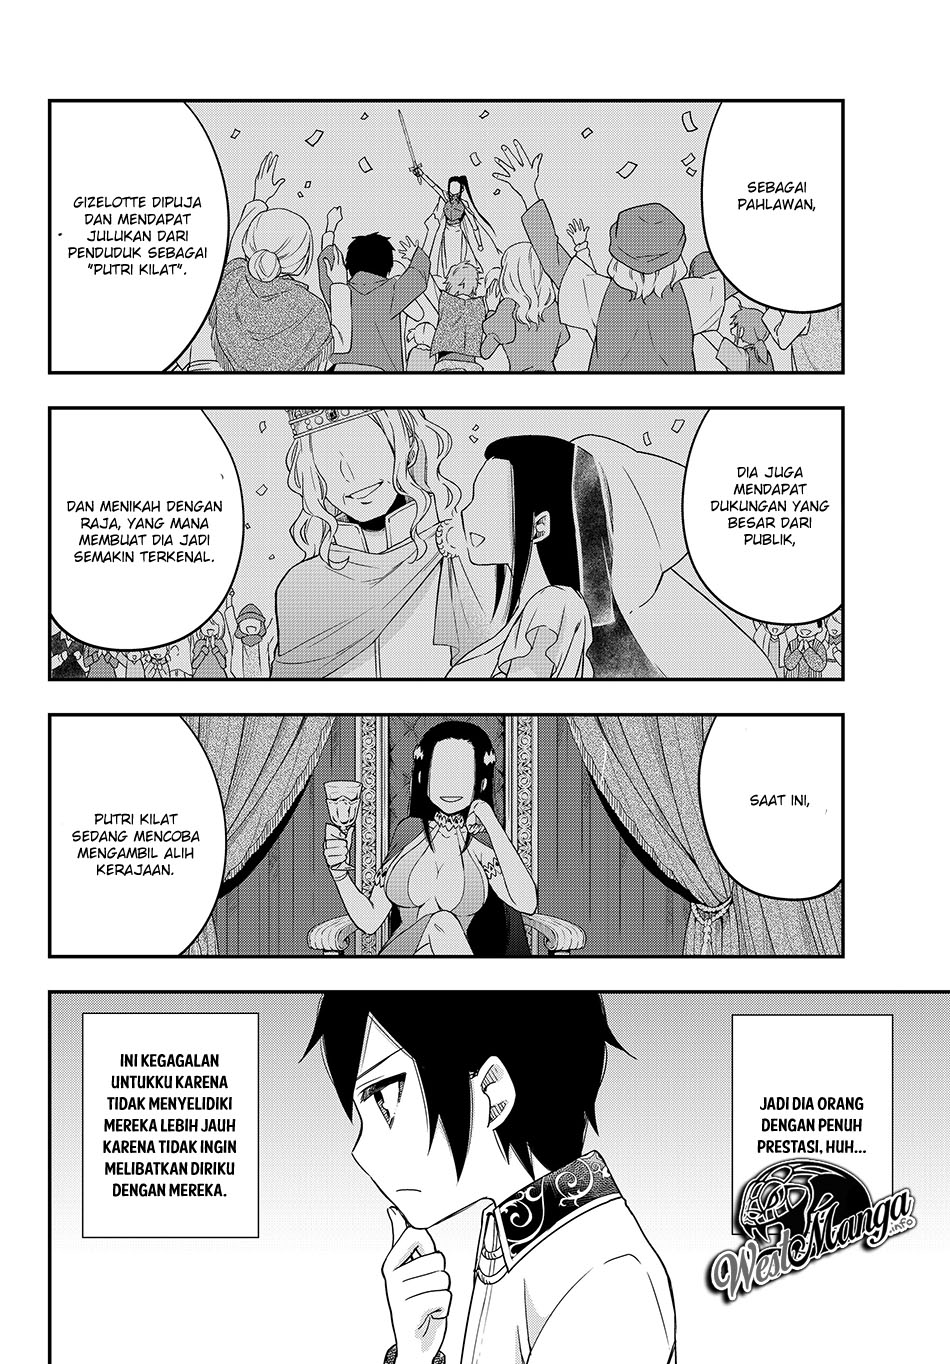 SEBAGAI
PAHLAWAN,
GIZELOTTE DIPUJA
DAN MENDAPAT
JULUKAN DARI
PENDUDUK SEBAGAI
"PUTRI KILAT".
DIA JUGA
MENDAPAT
DUKUNGAN YANG
BESAR DARI
PUBLIK,
DAN MENIKAH DENGAN
RAJA, YANG MANA
MEMBUAT DIA JADI
SEMAKIN TERKENAL.
SAAT INI,
PUTRI KILAT
SEDANG MENCOBA
MENGAMBIL ALIH
KERAJAAN.
JADI DIA ORANG
DENGAN PENUH
PRESTASI, HUH...
INI KEGAGALAN
UNTUKKU KARENA
TIDAK MENYELIDIKI
MEREKA LEBIH JAUH
KARENA TIDAK INGIN
MELIBATKAN DIRIKU
DENGAN MEREKA.
WestManga
.info